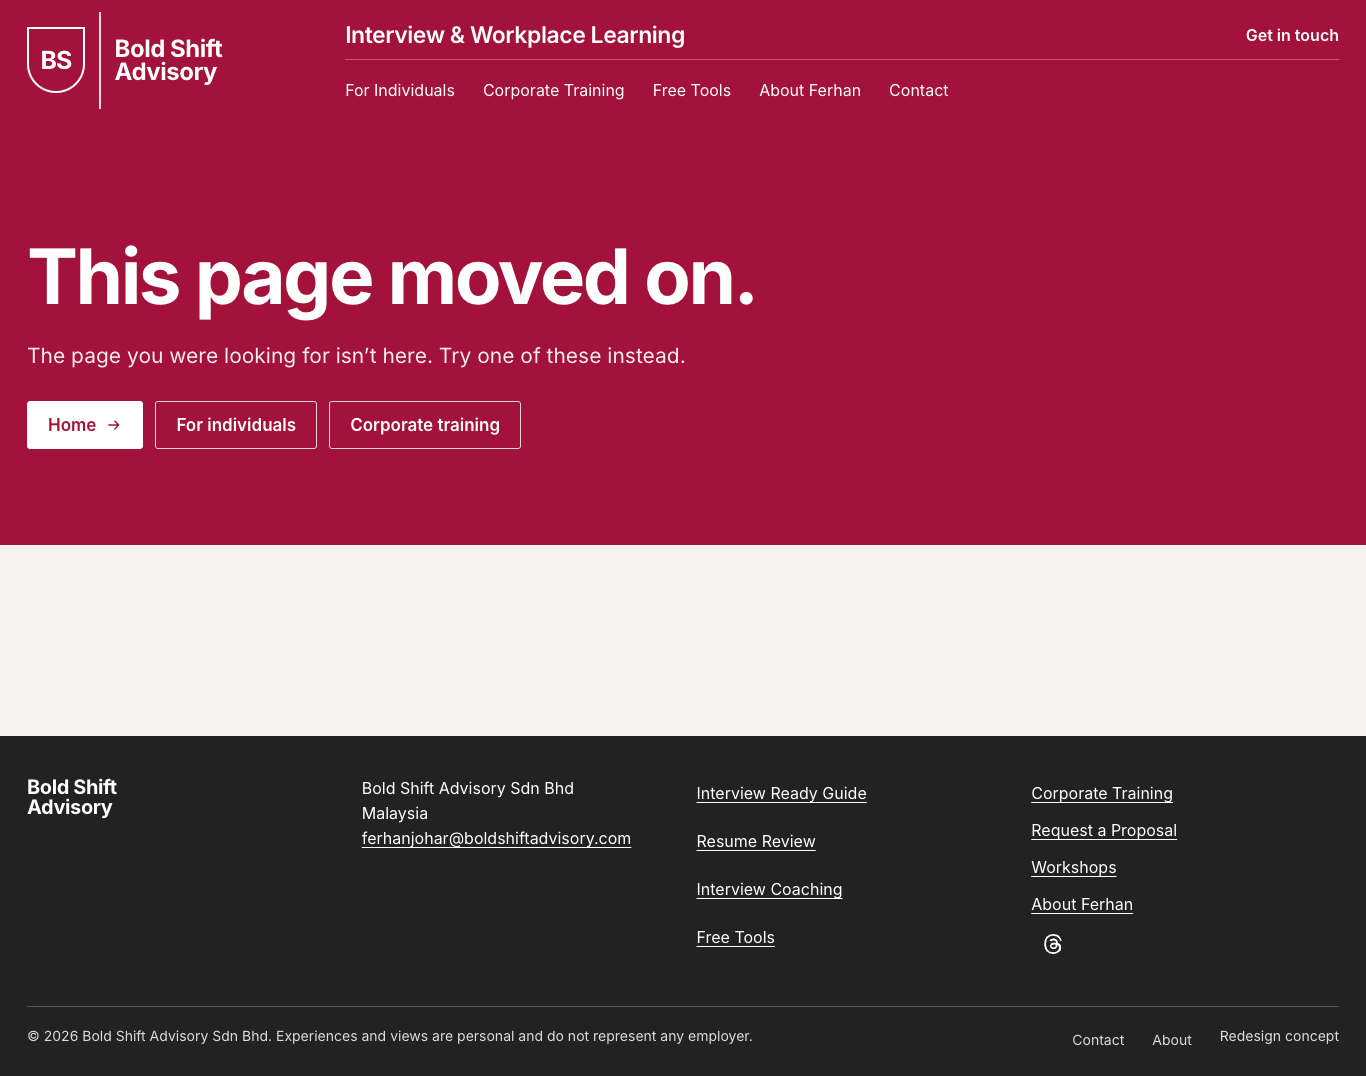 BS
Bold Shift
Advisory
Interview & Workplace Learning
Get in touch
For Individuals
Corporate Training
Free Tools
About Ferhan
Contact
This page moved on.
The page you were looking for isn’t here. Try one of these instead.
Home →
For individuals
Corporate training
Bold Shift
Advisory
Bold Shift Advisory Sdn Bhd
Malaysia
ferhanjohar@boldshiftadvisory.com
Interview Ready Guide
Resume Review
Interview Coaching
Free Tools
Corporate Training
Request a Proposal
Workshops
About Ferhan
© 2026 Bold Shift Advisory Sdn Bhd. Experiences and views are personal and do not represent any employer.
Contact
About
Redesign concept